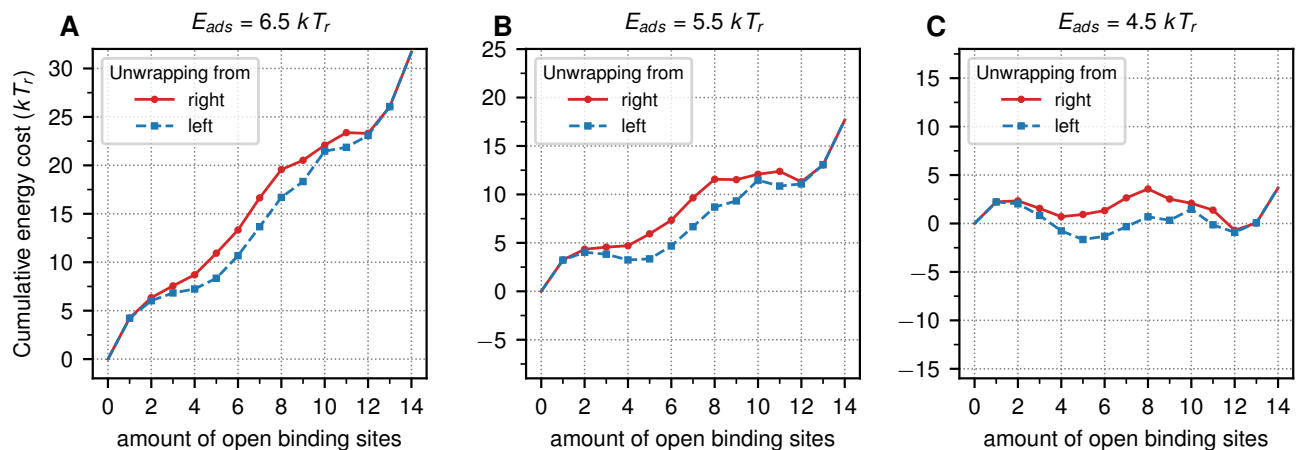 A
E_ads = 6.5 kT_r
Cumulative energy cost (kT_r)
30
25
20
15
10
5
0
Unwrapping from
right
left
0 2 4 6 8 10 12 14
amount of open binding sites
B
E_ads = 5.5 kT_r
25
20
15
10
5
0
−5
Unwrapping from
right
left
0 2 4 6 8 10 12 14
amount of open binding sites
C
E_ads = 4.5 kT_r
15
10
5
0
−5
−10
−15
Unwrapping from
right
left
0 2 4 6 8 10 12 14
amount of open binding sites